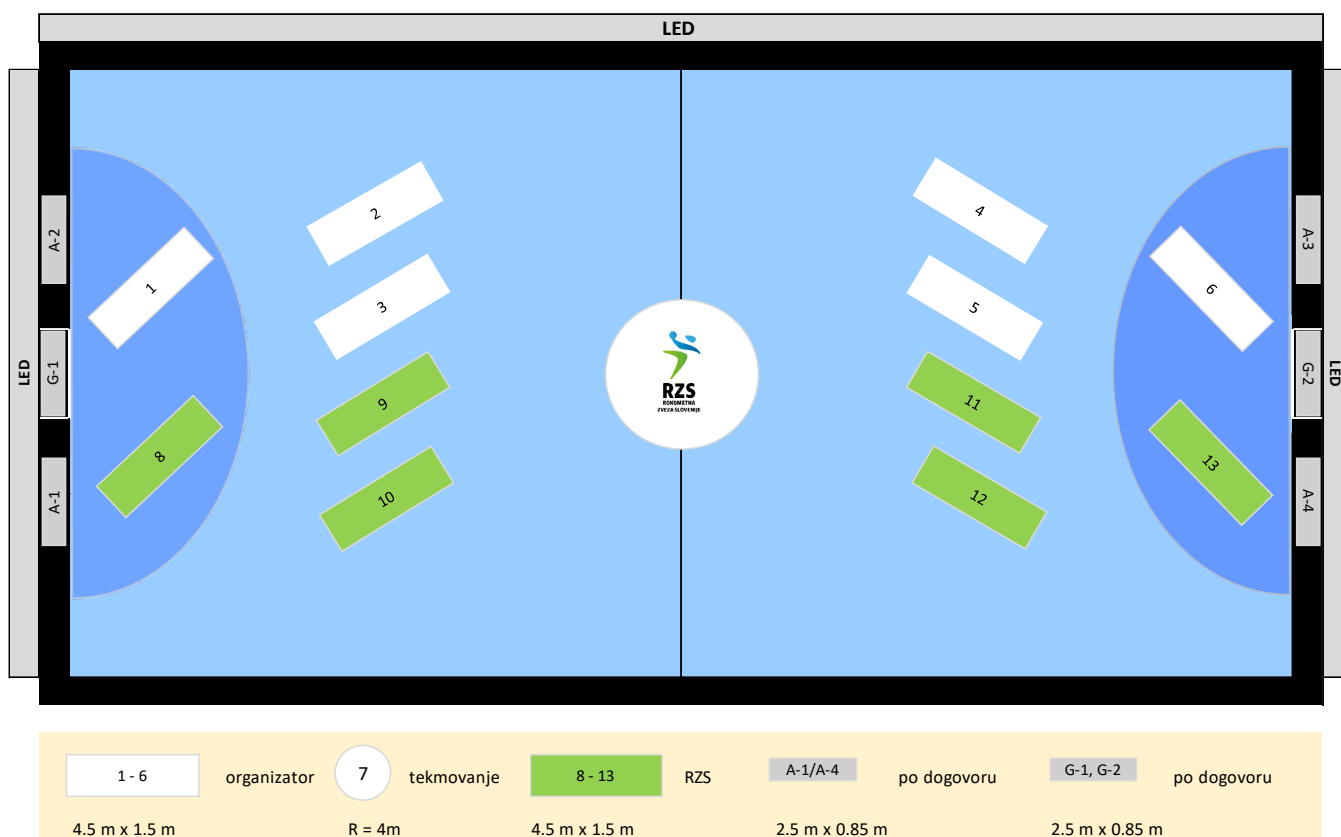 LED
2
4
A-2
A-3
1
6
3
5
LED
G-1
G-2
LED
RZS
ROKOMETNA
ZVEZA SLOVENIJE
9
11
8
13
10
12
A-1
A-4
1 - 6 organizator 7 tekmovanje 8 - 13 RZS A-1/A-4 po dogovoru G-1, G-2 po dogovoru
4.5 m x 1.5 m R = 4m 4.5 m x 1.5 m 2.5 m x 0.85 m 2.5 m x 0.85 m